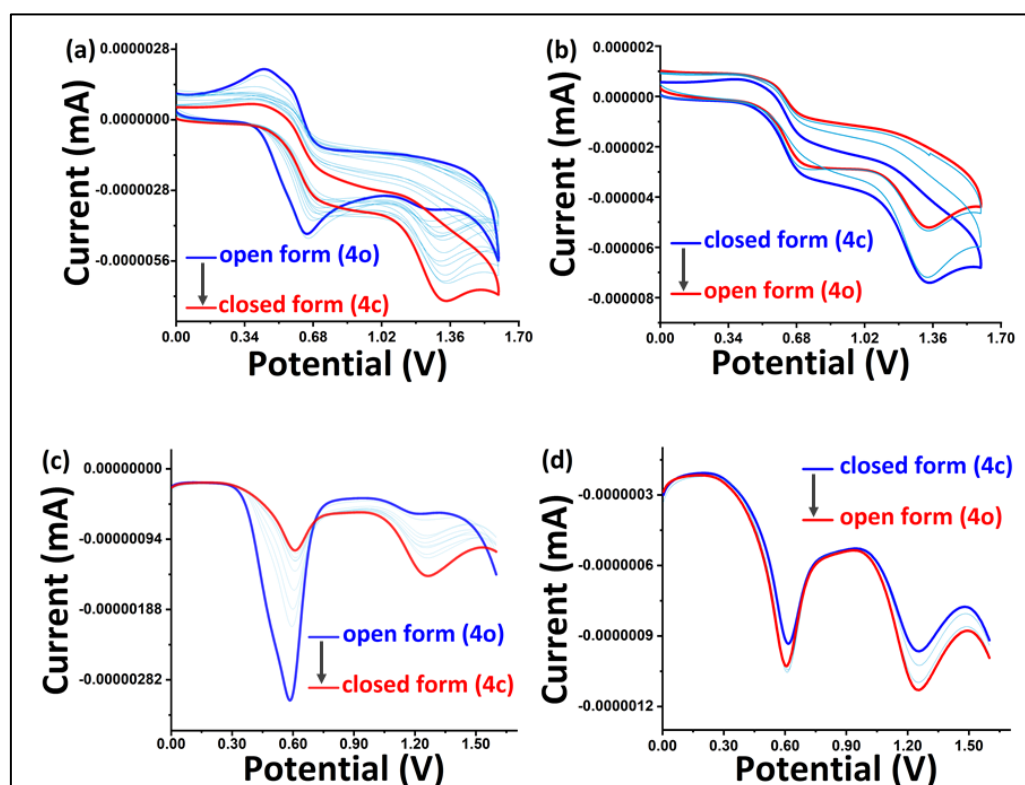 (a)
0.0000028
0.0000000
-0.0000028
-0.0000056
Current (mA)
open form (4o)
closed form (4c)
0.00 0.34 0.68 1.02 1.36 1.70
Potential (V)
(b)
0.000002
0.000000
-0.000002
-0.000004
-0.000006
-0.000008
Current (mA)
closed form (4c)
open form (4o)
0.00 0.34 0.68 1.02 1.36 1.70
Potential (V)
(c)
0.00000000
-0.00000094
-0.00000188
-0.00000282
Current (mA)
open form (4o)
closed form (4c)
0.00 0.30 0.60 0.90 1.20 1.50
Potential (V)
(d)
-0.0000003
-0.0000006
-0.0000009
-0.0000012
Current (mA)
closed form (4c)
open form (4o)
0.00 0.30 0.60 0.90 1.20 1.50
Potential (V)